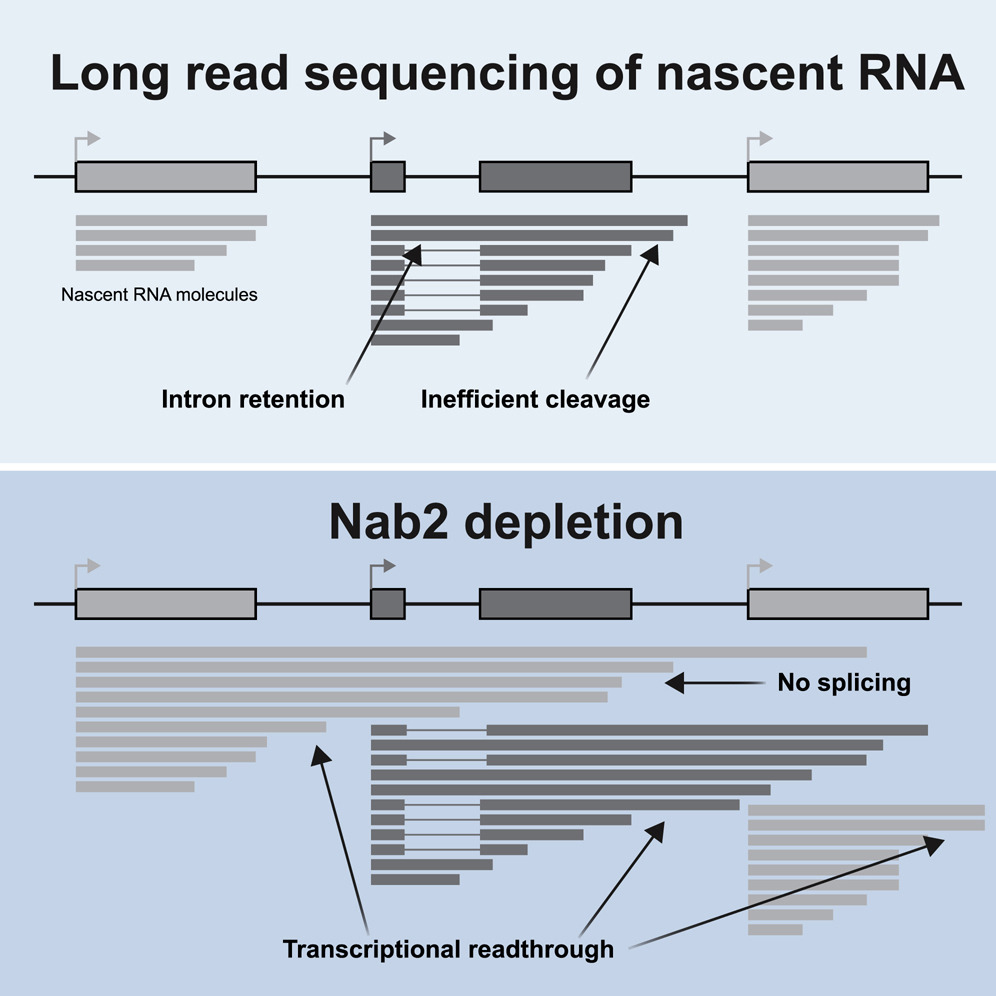 Long read sequencing of nascent RNA
Nascent RNA molecules
Intron retention
Inefficient cleavage
Nab2 depletion
No splicing
Transcriptional readthrough